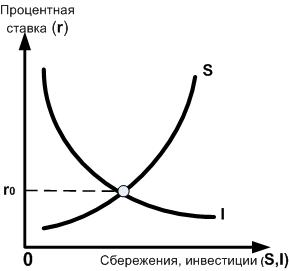 Процентная
ставка (r)
S
r0
I
0
Сбережения, инвестиции (S,I)